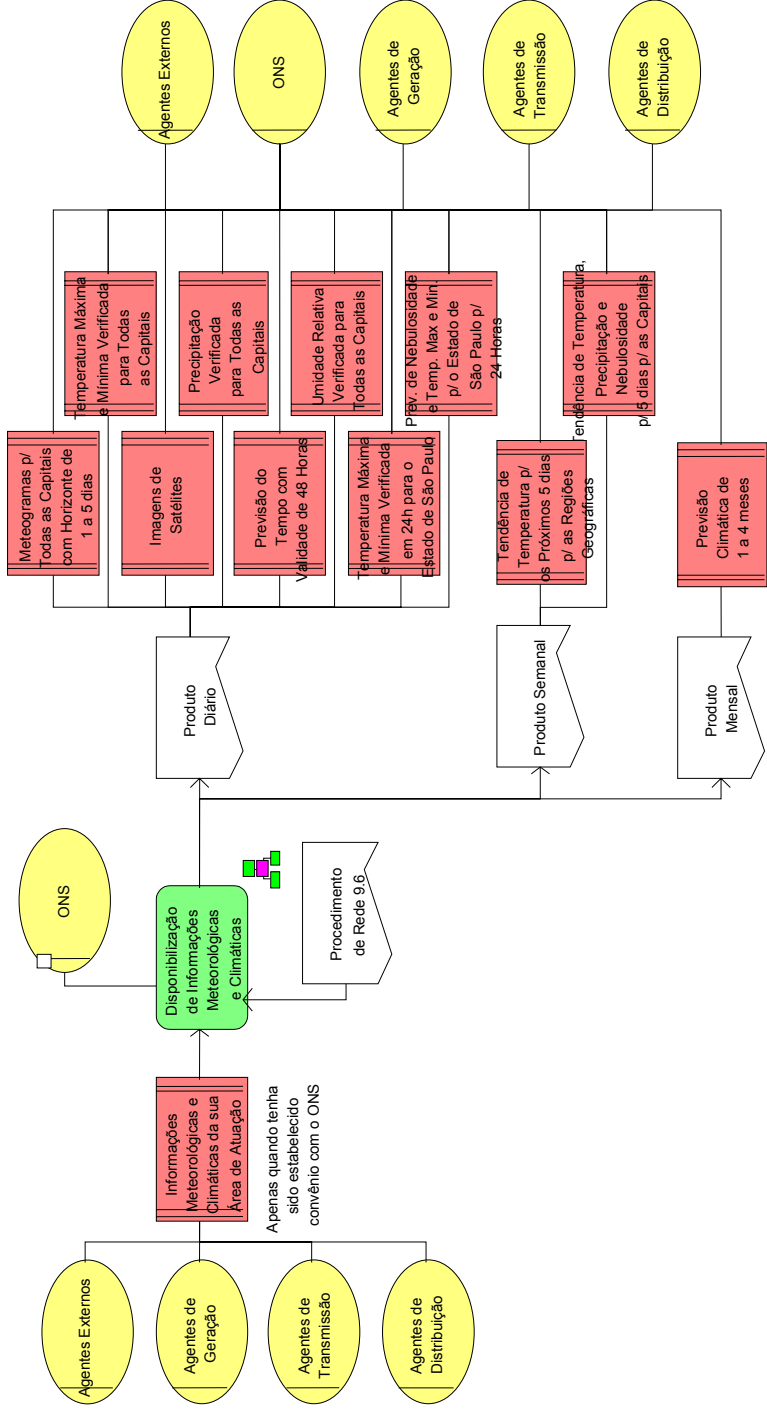 Agentes Externos
Agentes de
Geração
Agentes de
Transmissão
Agentes de
Distribuição
Informações
Meteorológicas e
Climáticas da sua
Área de Atuação
Apenas quando tenha
sido estabelecido
convênio com o ONS
ONS
Disponibilização
de Informações
Meteorológicas
e Climáticas
Procedimento
de Rede 9.6
Produto
Diário
Produto Semanal
Produto
Mensal
Meteogramas p/
Todas as Capitais
com Horizonte de
1 a 5 dias
Temperatura Máxima
e Mínima Verificada
para Todas
as Capitais
Imagens de
Satélites
Precipitação
Verificada
para Todas as
Capitais
Previsão do
Tempo com
Validade de 48 Horas
Umidade Relativa
Verificada para
Todas as Capitais
Temperatura Máxima
e Mínima Verificada
em 24h para o
Estado de São Paulo
Prev. de Nebulosidade
e Temp. Max e Min.
p/ o Estado de
São Paulo p/
24 Horas
Tendência de
Temperatura p/
os Próximos 5 dias
p/ as Regiões
Geográficas
Tendência de Temperatura,
Precipitação e
Nebulosidade
p/ 5 dias p/ as Capitais
Previsão
Climática de
1 a 4 meses
Agentes Externos
ONS
Agentes de
Geração
Agentes de
Transmissão
Agentes de
Distribuição